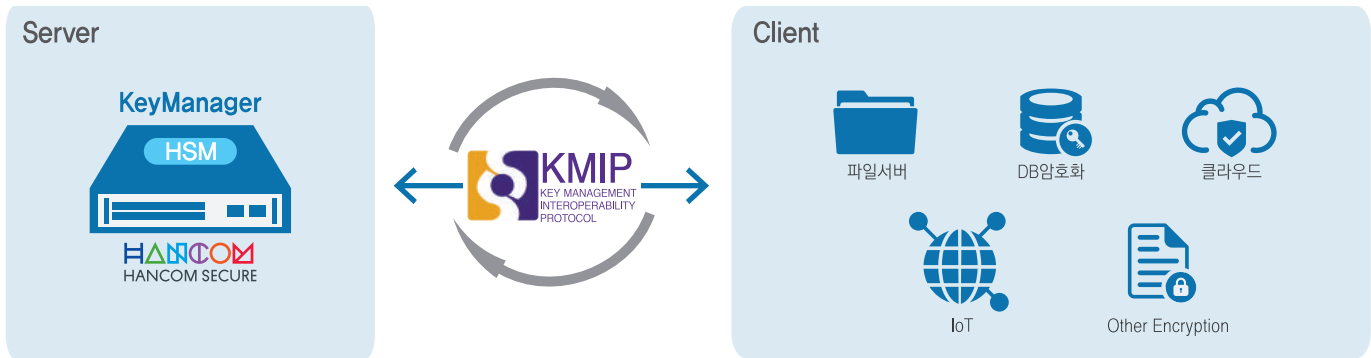 Server
KeyManager
HSM
HANCOM
HANCOM SECURE
KMIP
KEY MANAGEMENT
INTEROPERABILITY
PROTOCOL
Client
파일서버
DB암호화
클라우드
IoT
Other Encryption